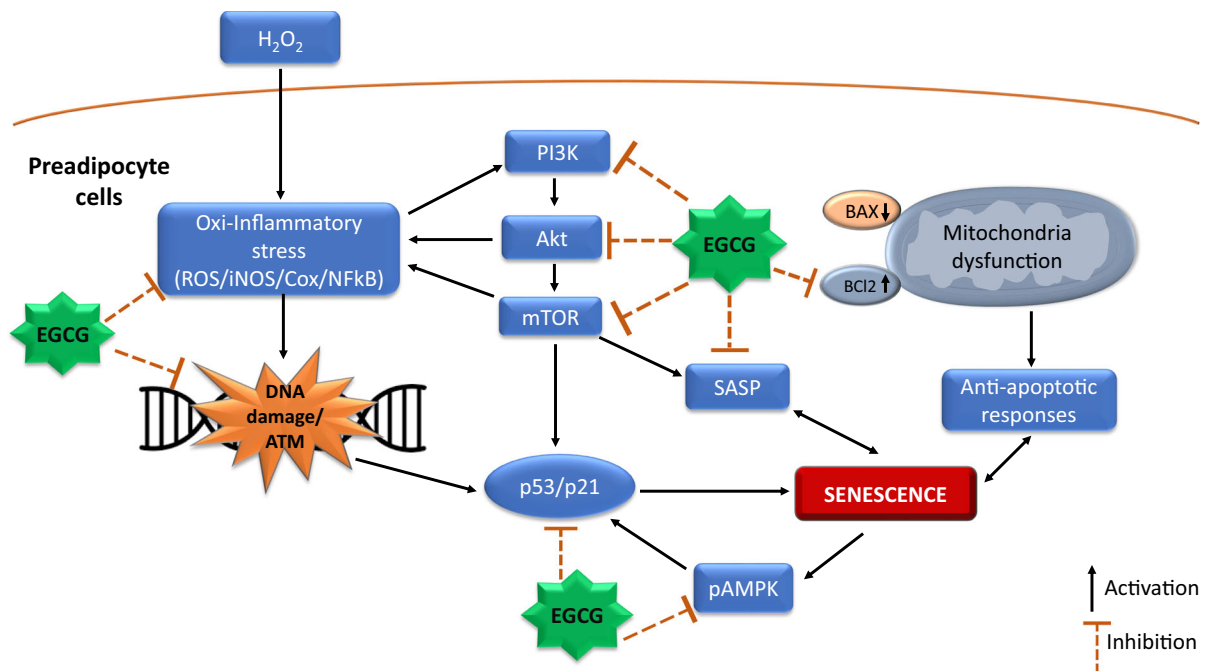 H₂O₂
Preadipocyte
cells
PI3K
Oxi-Inflammatory
stress
(ROS/iNOS/Cox/NFkB)
Akt
EGCG
BAX
Mitochondria
dysfunction
BCl2
mTOR
EGCG
SASP
Anti-apoptotic
responses
DNA
damage/
ATM
p53/p21
SENESCENCE
pAMPK
EGCG
Activation
Inhibition